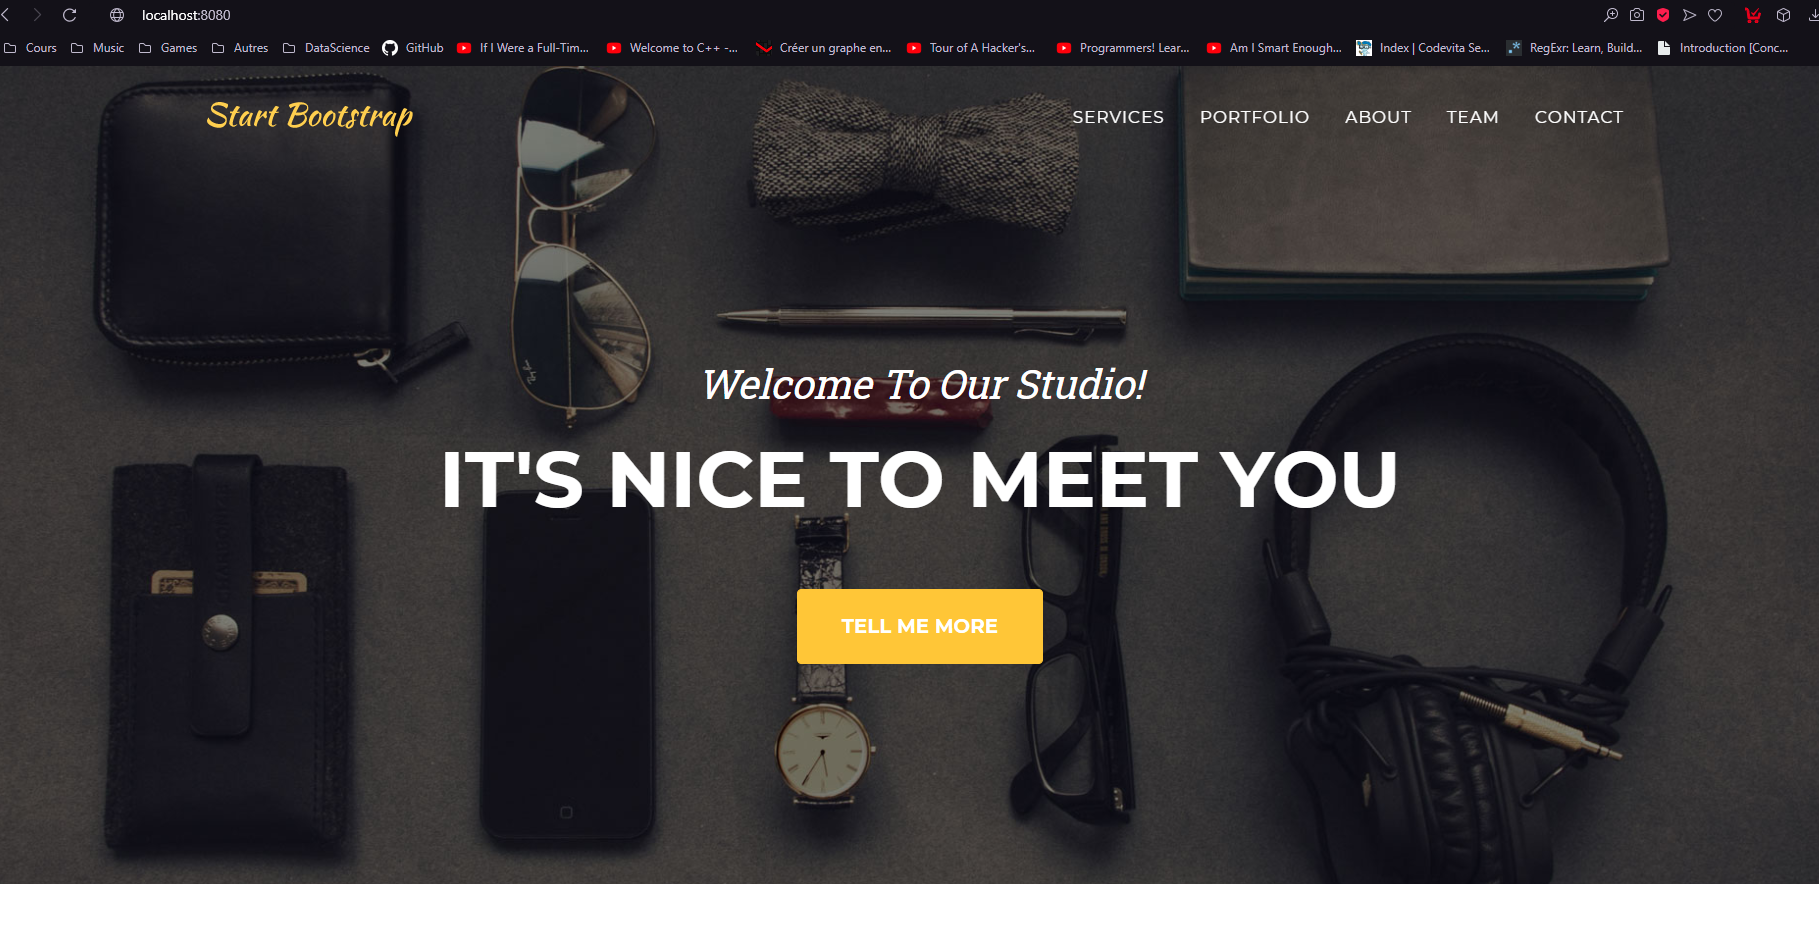 localhost:8080
Cours Music Games Autres DataScience GitHub If I Were a Full-Tim... Welcome to C++ -... Créer un graphe en... Tour of A Hacker's... Programmers! Lear... Am I Smart Enough... Index | Codevita Se... RegExr: Learn, Build... Introduction [Conc...
Start Bootstrap SERVICES PORTFOLIO ABOUT TEAM CONTACT
Welcome To Our Studio!
IT'S NICE TO MEET YOU
TELL ME MORE